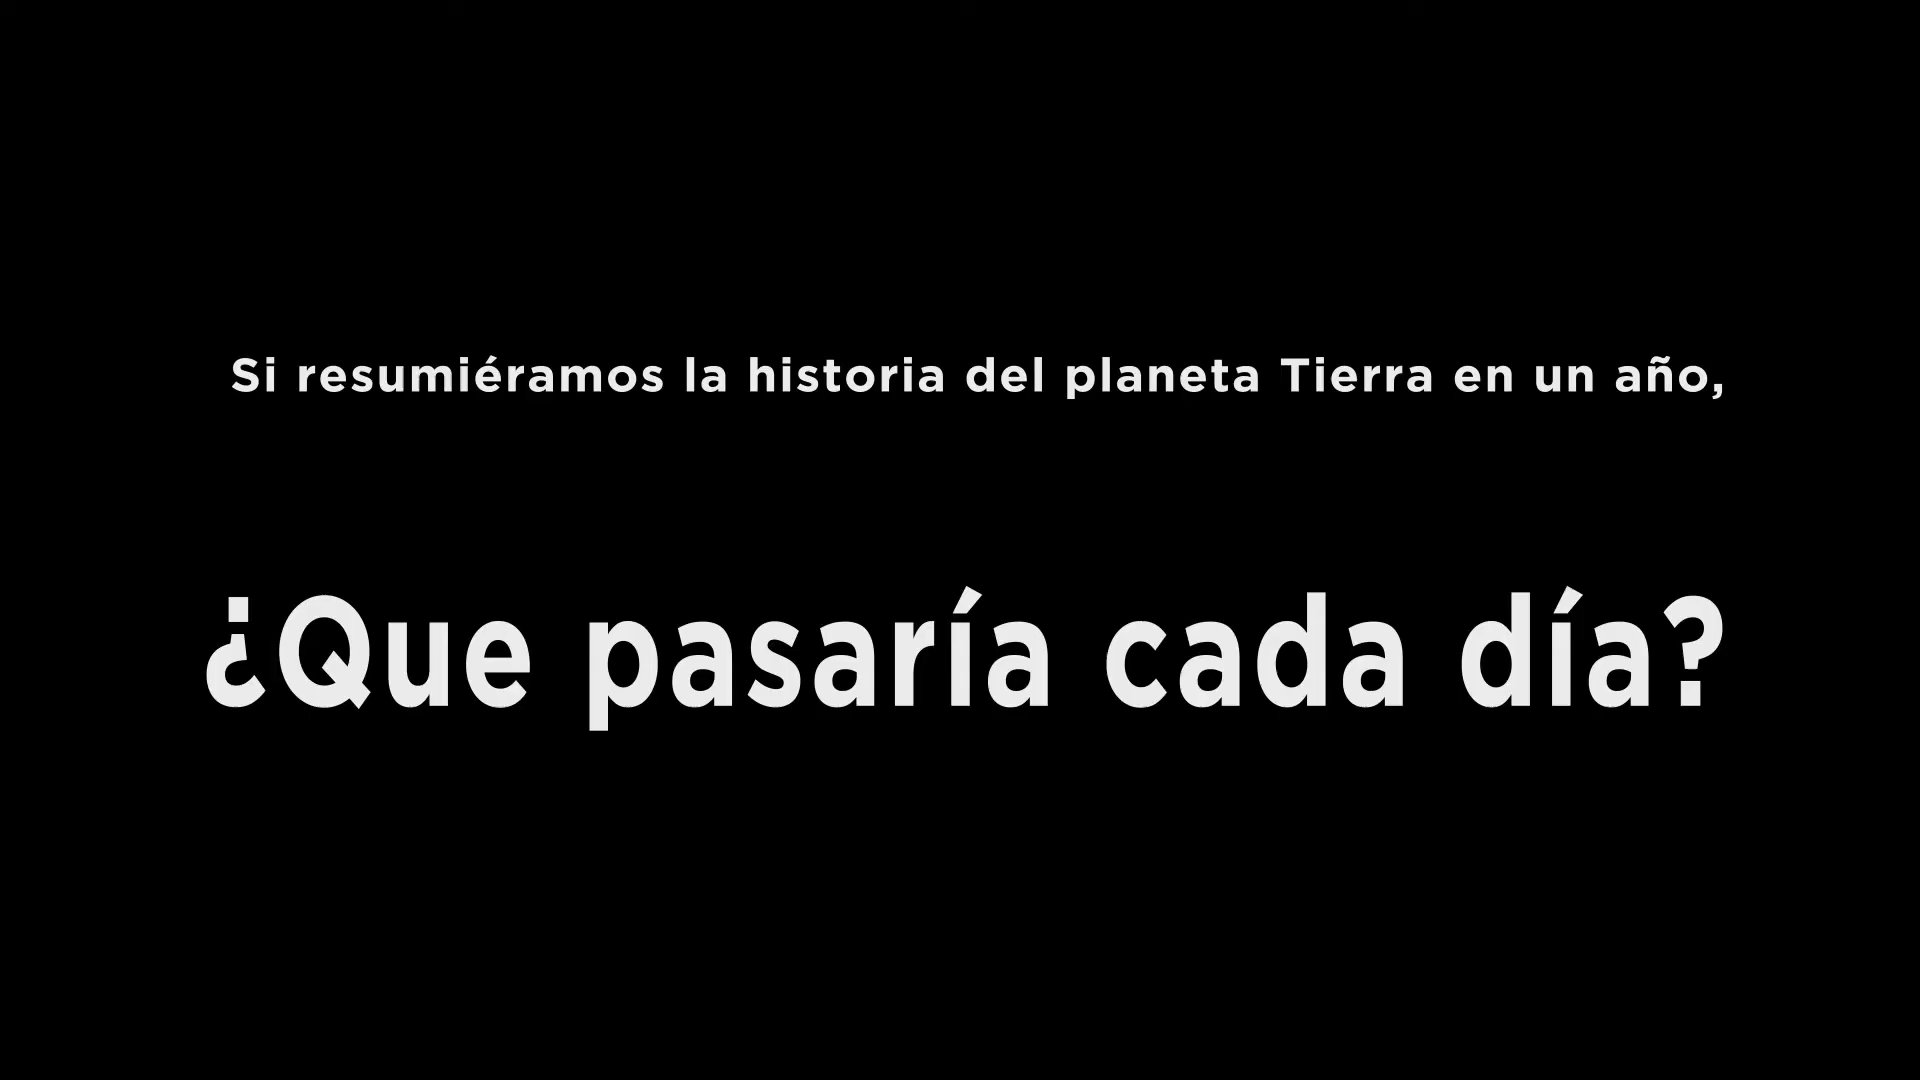 Si resumiéramos la historia del planeta Tierra en un año,
¿Que pasaría cada día?